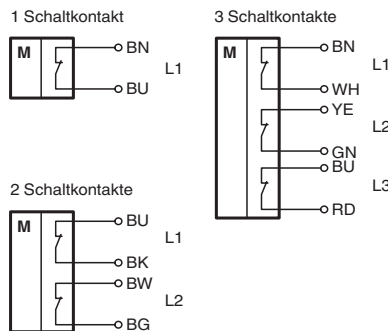 1 Schaltkontakt
M
BN
L1
BU
2 Schaltkontakte
M
BU
L1
BK
BW
L2
BG
3 Schaltkontakte
M
BN
L1
WH
YE
L2
GN
BU
L3
RD